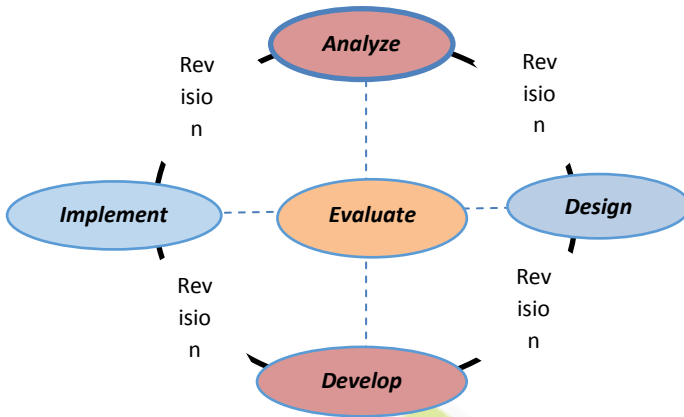 Analyze
Rev
isio
n
Rev
isio
n
Implement
Evaluate
Design
Rev
isio
n
Rev
isio
n
Develop